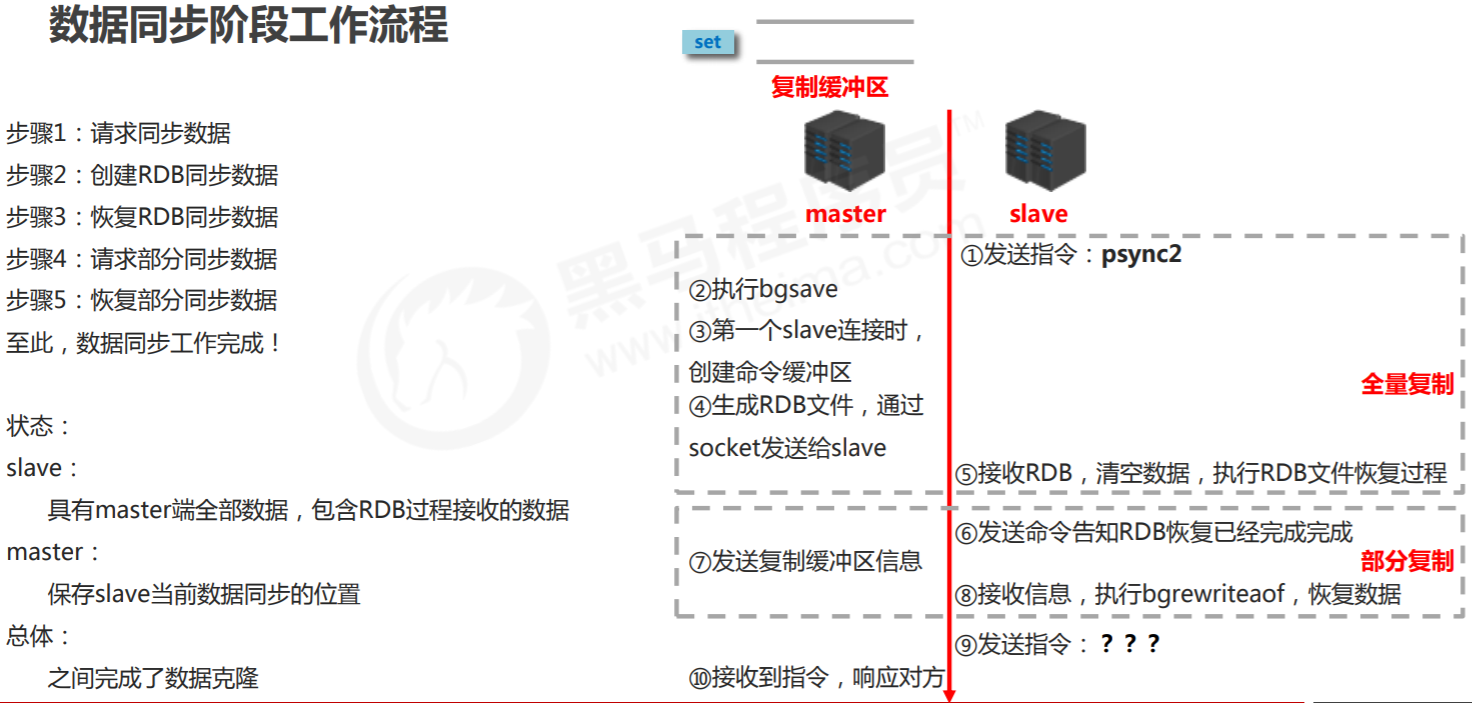 数据同步阶段工作流程
步骤1：请求同步数据
步骤2：创建RDB同步数据
步骤3：恢复RDB同步数据
步骤4：请求部分同步数据
步骤5：恢复部分同步数据
至此，数据同步工作完成！
状态：
slave：
具有master端全部数据，包含RDB过程接收的数据
master：
保存slave当前数据同步的位置
总体：
之间完成了数据克隆
set
复制缓冲区
master
slave
①发送指令：psync2
②执行bgsave
③第一个slave连接时，
创建命令缓冲区
④生成RDB文件，通过
socket发送给slave
全量复制
⑤接收RDB，清空数据，执行RDB文件恢复过程
⑥发送命令告知RDB恢复已经完成完成
⑦发送复制缓冲区信息
部分复制
⑧接收信息，执行bgrewriteaof，恢复数据
⑨发送指令：？？？
⑩接收到指令，响应对方
黑马程序员™
www.itheima.com